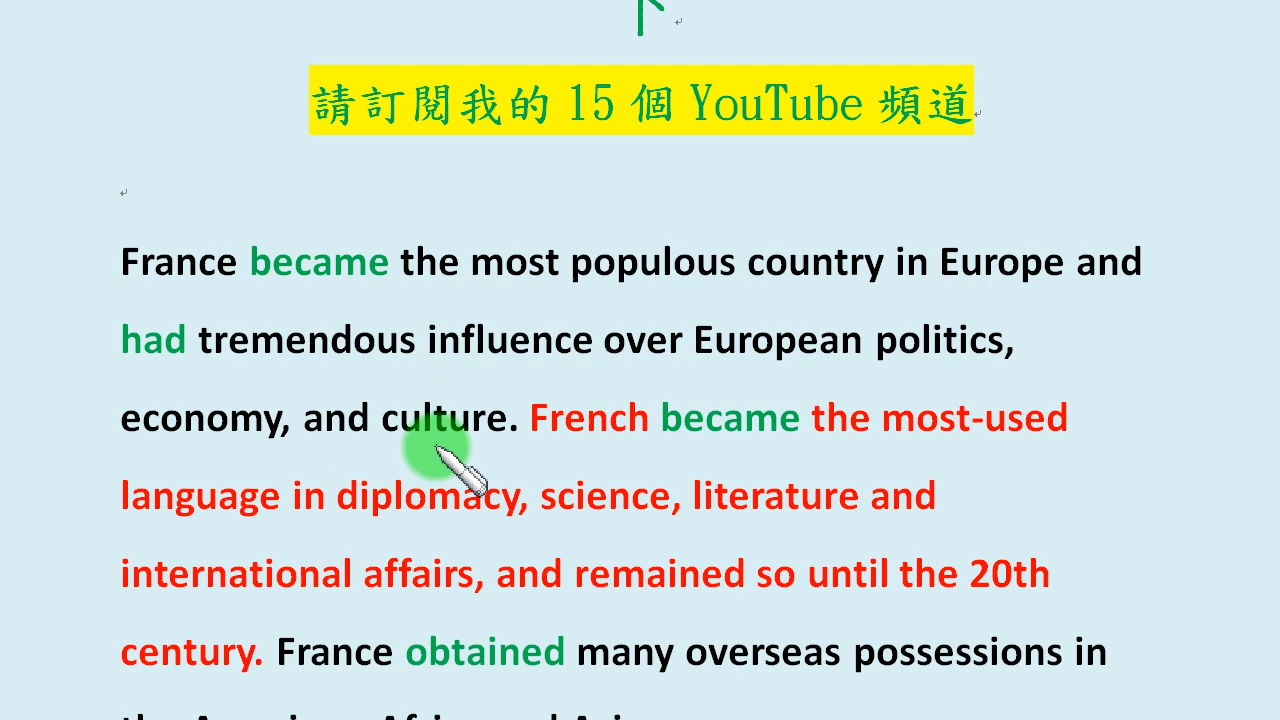 請訂閱我的 15 個 YouTube 頻道
France became the most populous country in Europe and
had tremendous influence over European politics,
economy, and culture. French became the most-used
language in diplomacy, science, literature and
international affairs, and remained so until the 20th
century. France obtained many overseas possessions in